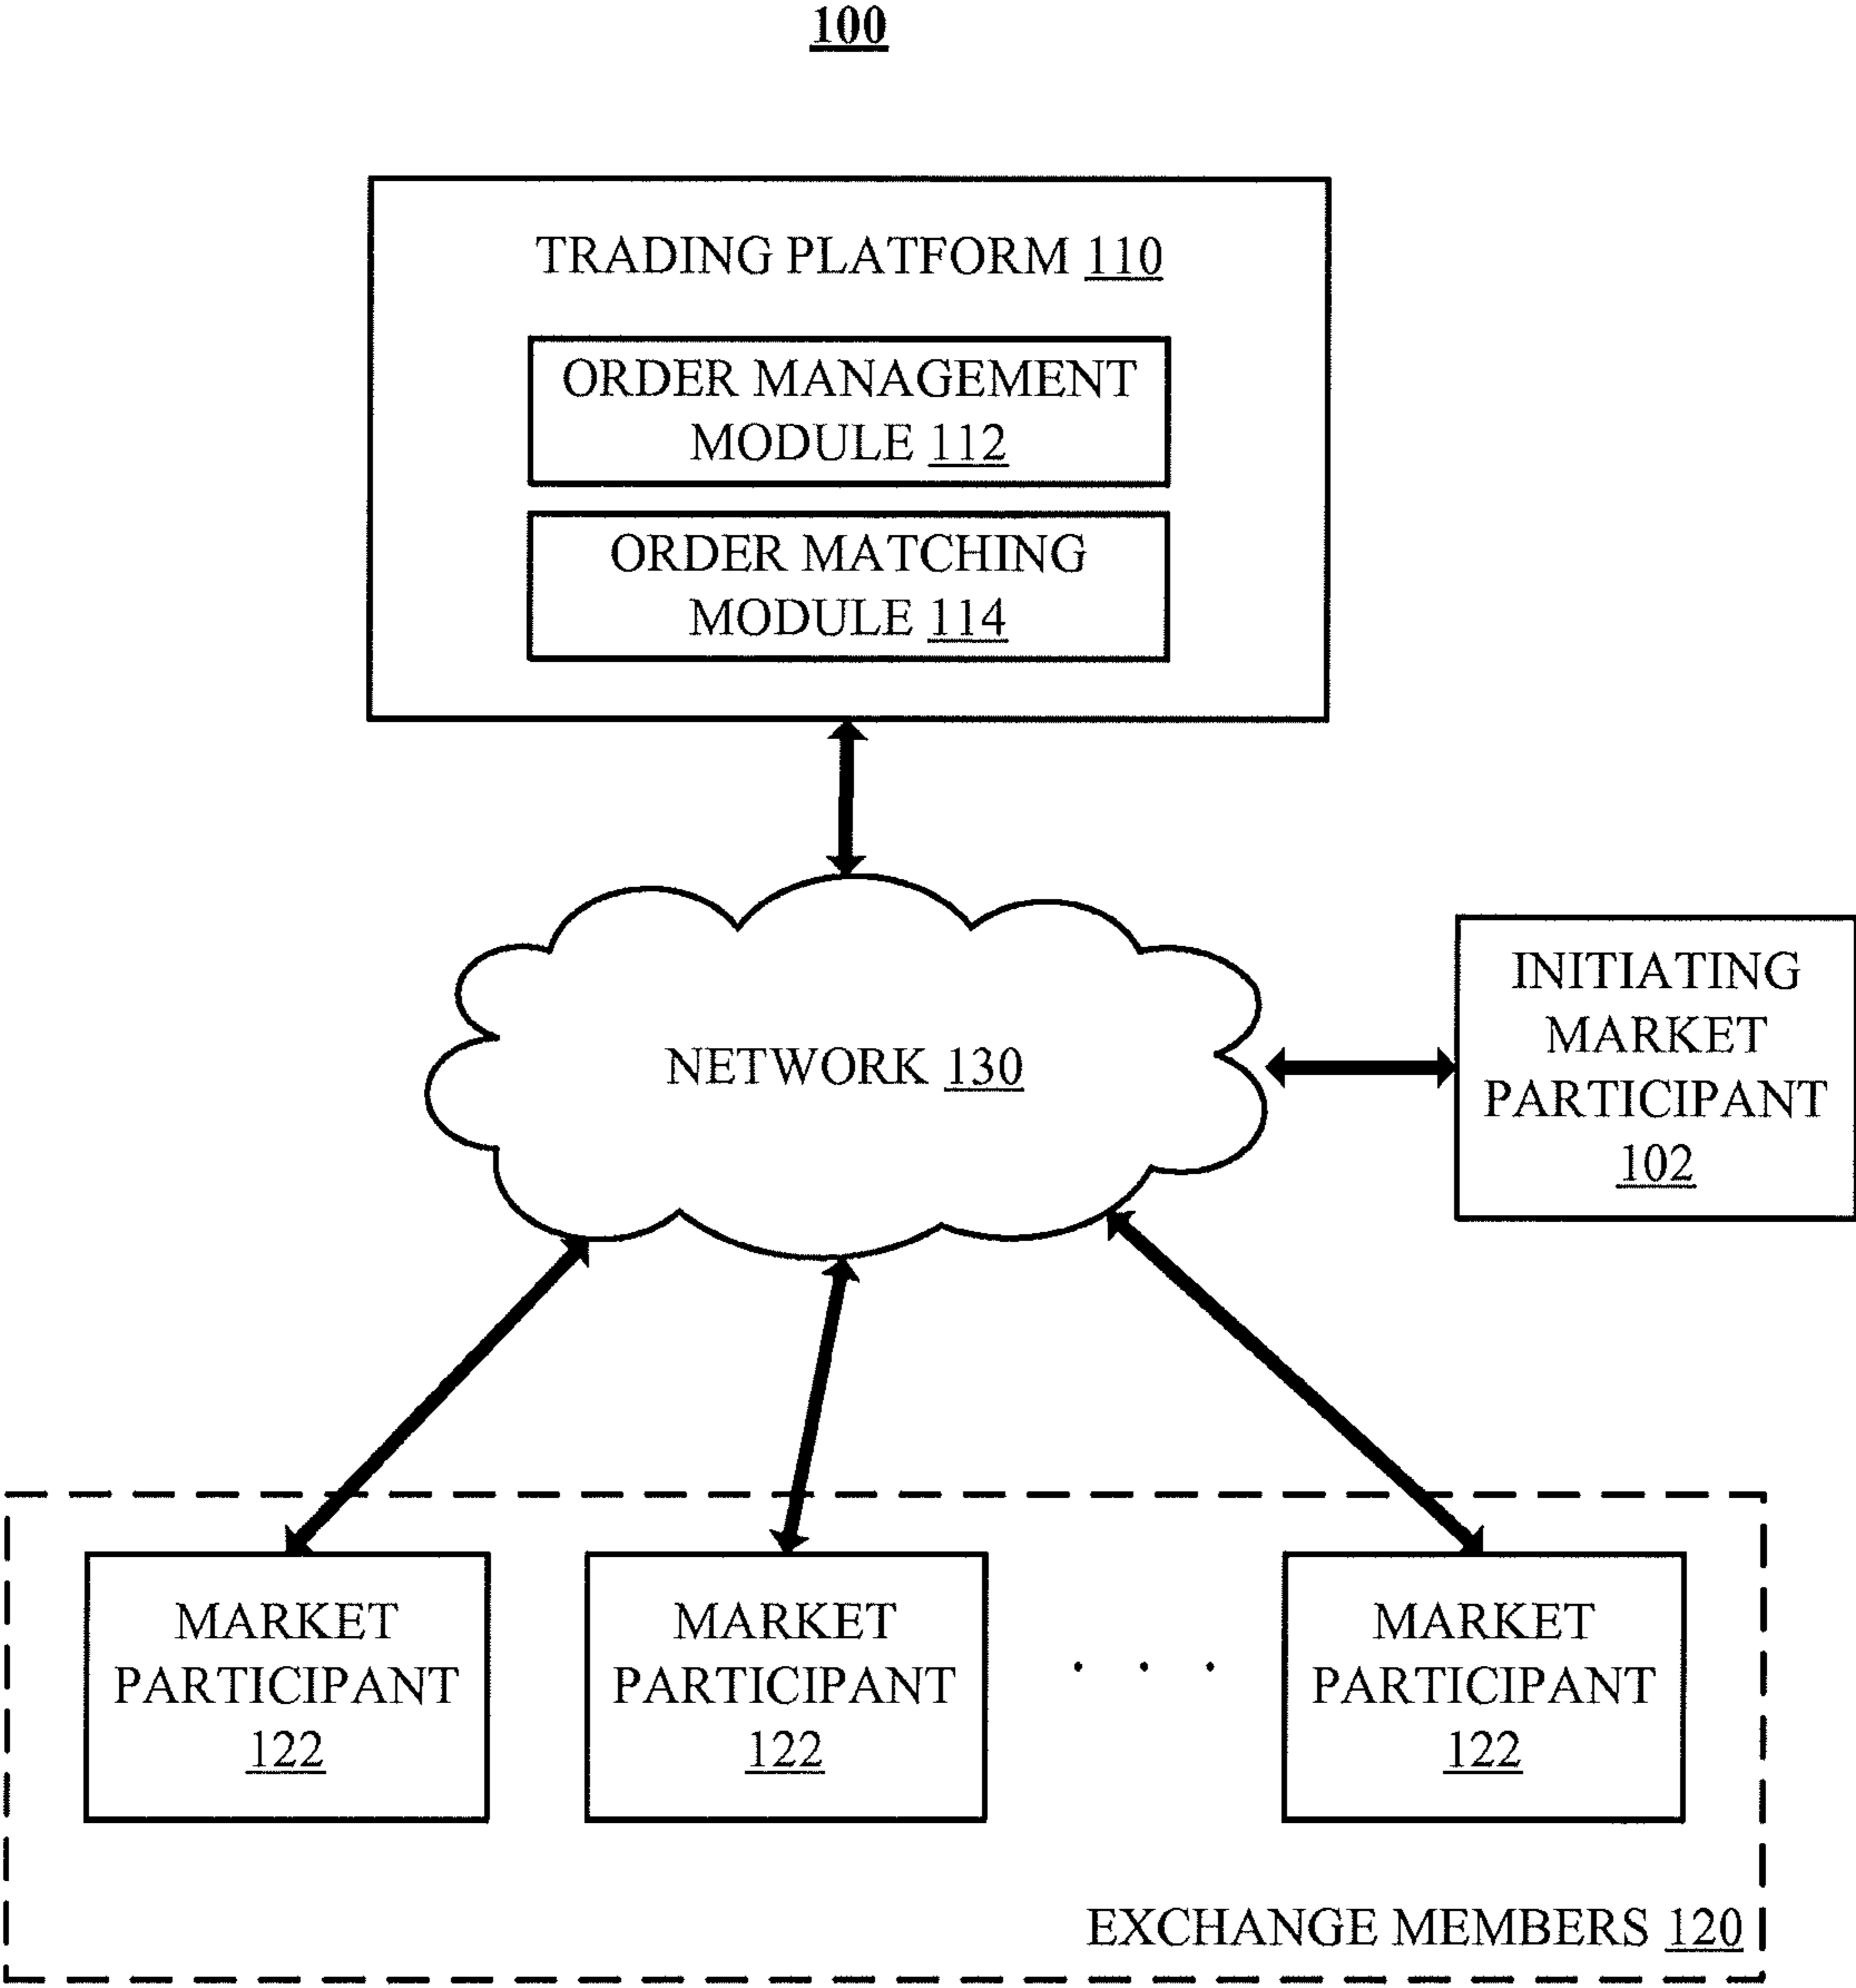 100
TRADING PLATFORM 110
ORDER MANAGEMENT
MODULE 112
ORDER MATCHING
MODULE 114
NETWORK 130
INITIATING
MARKET
PARTICIPANT
102
MARKET
PARTICIPANT
122
MARKET
PARTICIPANT
122
. . .
MARKET
PARTICIPANT
122
EXCHANGE MEMBERS 120